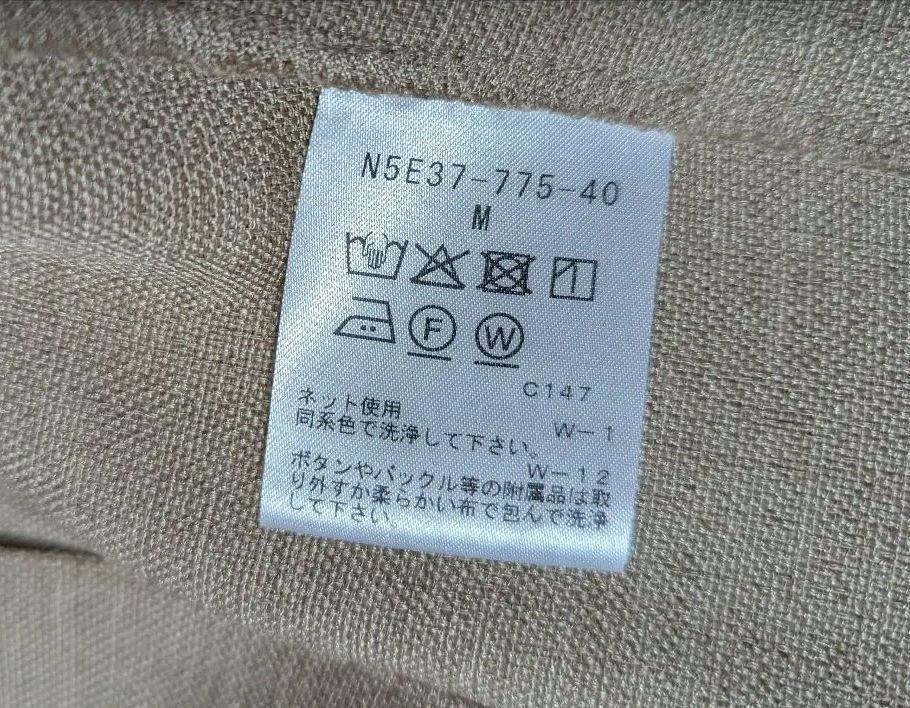 N5E37-775-40
M
F W
C147
ネット使用
W-1
同系色で洗浄して下さい。
W-12
ボタンやバックル等の附属品は取
り外すか柔らかい布で包んで洗浄
して下さい。